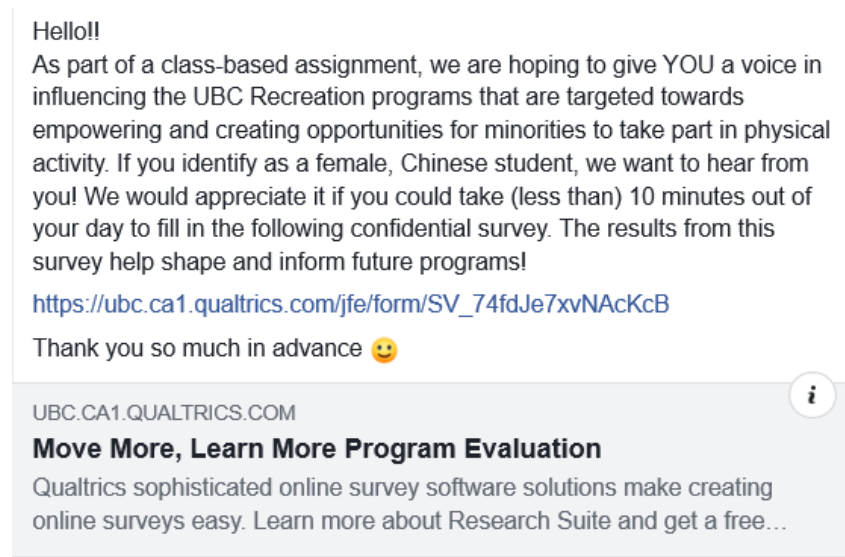 Hello!!
As part of a class-based assignment, we are hoping to give YOU a voice in
influencing the UBC Recreation programs that are targeted towards
empowering and creating opportunities for minorities to take part in physical
activity. If you identify as a female, Chinese student, we want to hear from
you! We would appreciate it if you could take (less than) 10 minutes out of
your day to fill in the following confidential survey. The results from this
survey help shape and inform future programs!
https://ubc.ca1.qualtrics.com/jfe/form/SV_74fdJe7xvNAcKcB
Thank you so much in advance 🙂
i
UBC.CA1.QUALTRICS.COM
Move More, Learn More Program Evaluation
Qualtrics sophisticated online survey software solutions make creating
online surveys easy. Learn more about Research Suite and get a free...